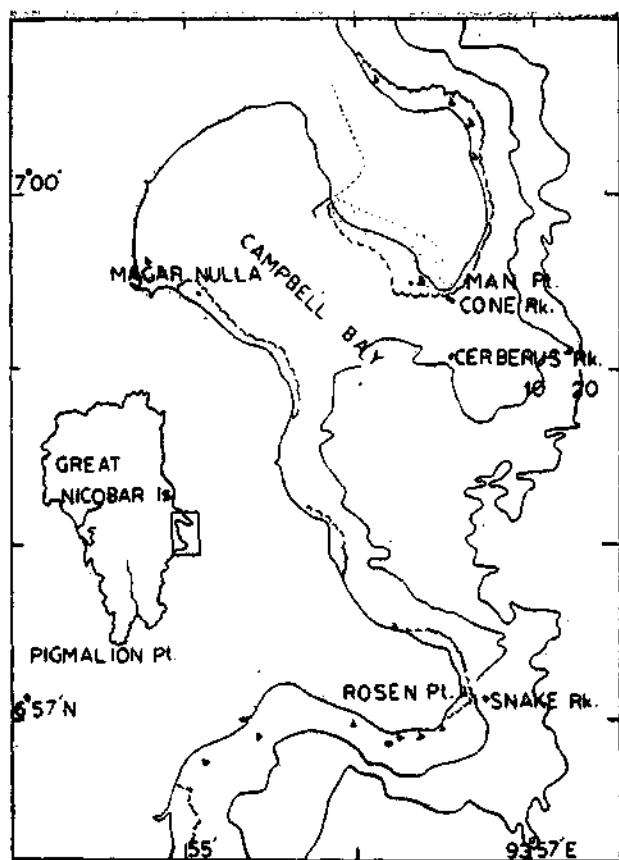 7°00'
CAMPBELL BAY
MAGAR NULLA
MAN Pt.
CONE Rk.
CERBERUS Rk.
10 20
GREAT
NICOBAR Is.
PIGMALION Pt.
ROSEN Pt. SNAKE Rk.
6°57'N
55' 93°57'E